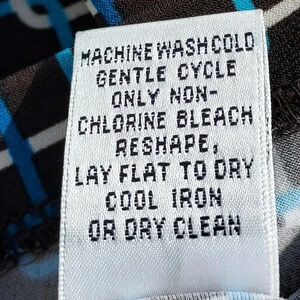 MACHINE WASH COLD
GENTLE CYCLE
ONLY NON-
CHLORINE BLEACH
RESHAPE,
LAY FLAT TO DRY
COOL IRON
OR DRY CLEAN